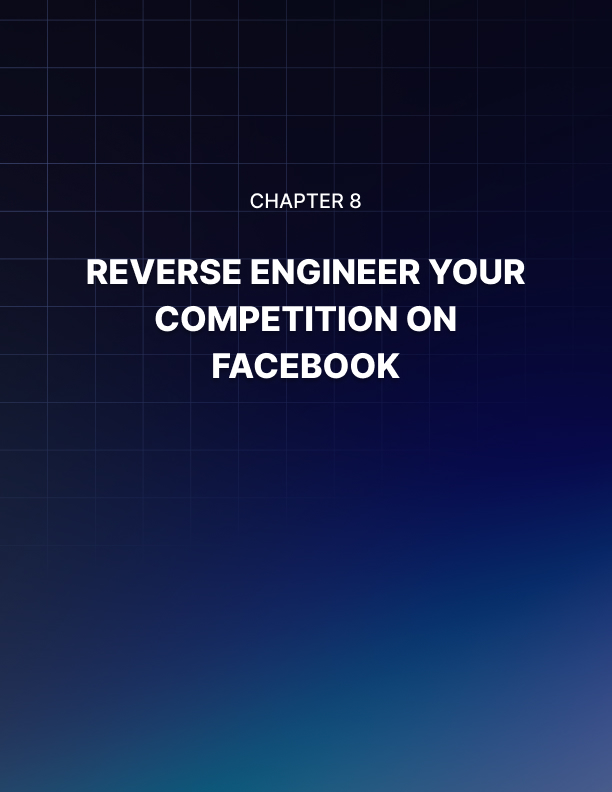 CHAPTER 8
REVERSE ENGINEER YOUR
COMPETITION ON
FACEBOOK